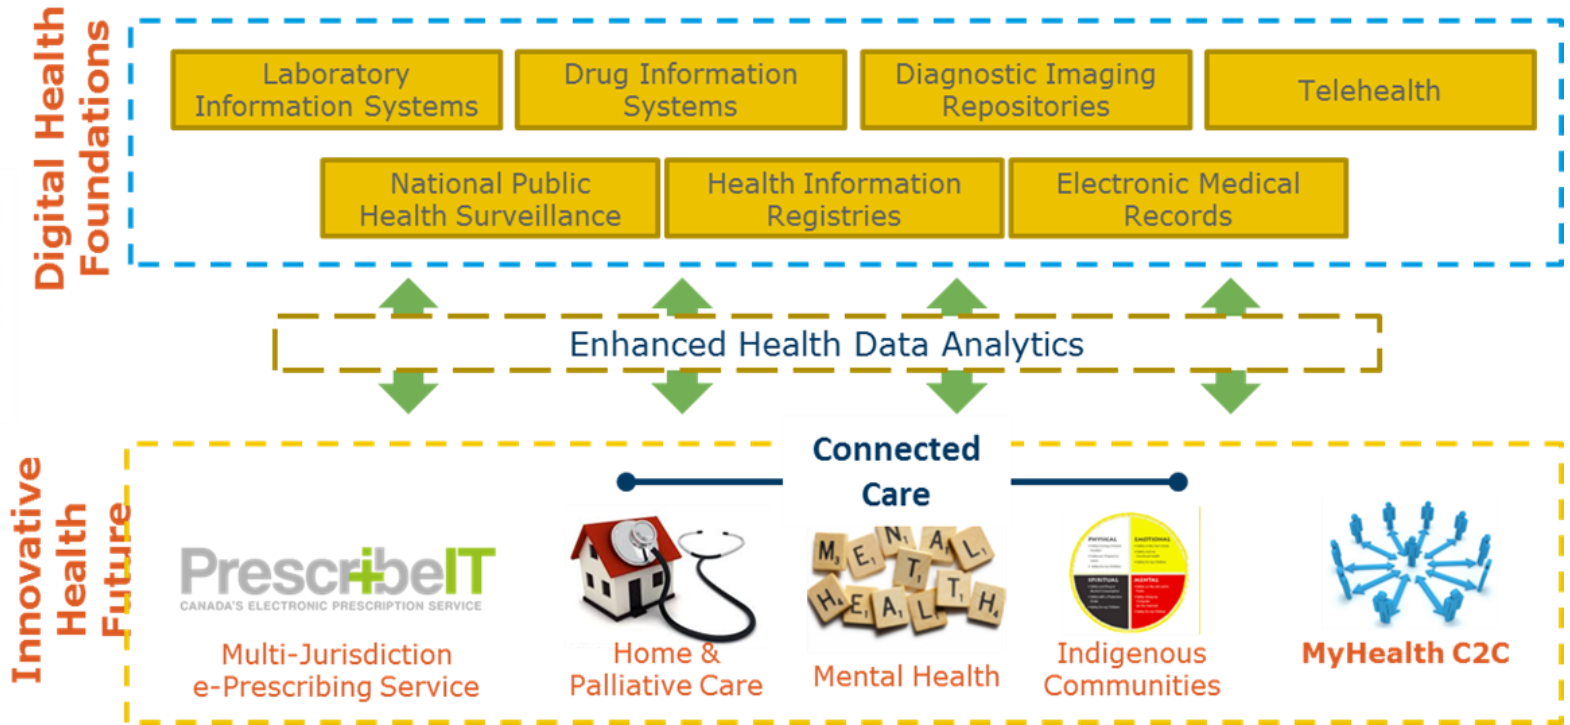 Digital Health
Foundations
Laboratory
Information Systems
Drug Information
Systems
Diagnostic Imaging
Repositories
Telehealth
National Public
Health Surveillance
Health Information
Registries
Electronic Medical
Records
Enhanced Health Data Analytics
Innovative
Health
Future
Connected
Care
PrescribeIT
CANADA'S ELECTRONIC PRESCRIPTION SERVICE
Multi-Jurisdiction
e-Prescribing Service
Home &
Palliative Care
MENTAL
HEALTH
Mental Health
PHYSICAL
EMOTIONAL
SPIRITUAL
MENTAL
Indigenous
Communities
MyHealth C2C